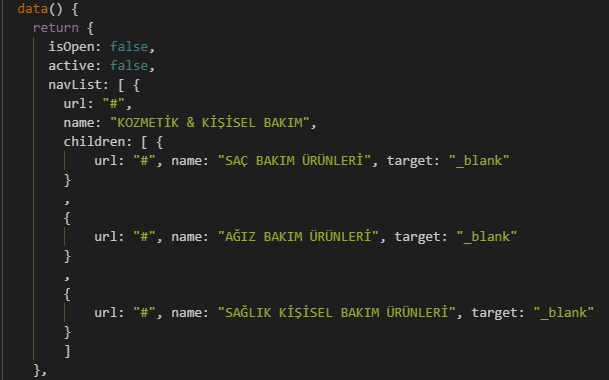 data() {
return {
isOpen: false,
active: false,
navList: [ {
url: "#",
name: "KOZMETİK & KİŞİSEL BAKIM",
children: [ {
url: "#", name: "SAÇ BAKIM ÜRÜNLERİ", target: "_blank"
}
,
{
url: "#", name: "AĞIZ BAKIM ÜRÜNLERİ", target: "_blank"
}
,
{
url: "#", name: "SAĞLIK KİŞİSEL BAKIM ÜRÜNLERİ", target: "_blank"
}
]
},